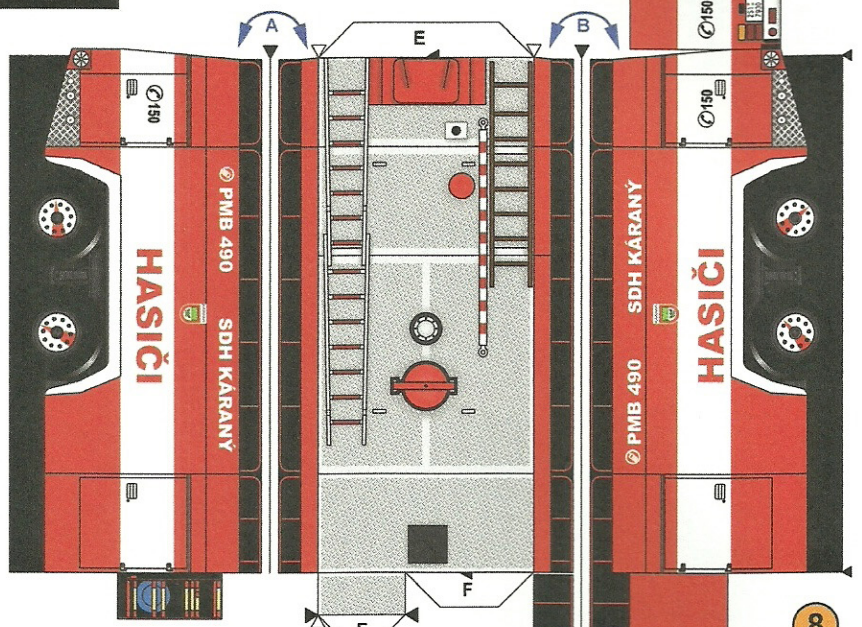 A
E
B
150
150
150
PMB 490
SDH KÁRANÝ
HASIČI
SDH KÁRANÝ
PMB 490
HASIČI
F
8